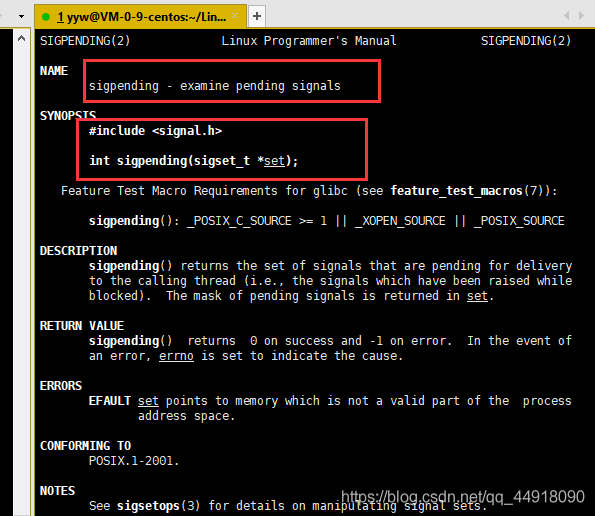 1 yyw@VM-0-9-centos:~/Lin...
SIGPENDING(2) Linux Programmer's Manual SIGPENDING(2)
NAME
sigpending - examine pending signals
SYNOPSIS
#include <signal.h>
int sigpending(sigset_t *set);
Feature Test Macro Requirements for glibc (see feature_test_macros(7)):
sigpending(): _POSIX_C_SOURCE >= 1 || _XOPEN_SOURCE || _POSIX_SOURCE
DESCRIPTION
sigpending() returns the set of signals that are pending for delivery
to the calling thread (i.e., the signals which have been raised while
blocked). The mask of pending signals is returned in set.
RETURN VALUE
sigpending() returns 0 on success and -1 on error. In the event of
an error, errno is set to indicate the cause.
ERRORS
EFAULT set points to memory which is not a valid part of the process
address space.
CONFORMING TO
POSIX.1-2001.
NOTES
See sigsetops(3) for details on manipulating signal sets.
https://blog.csdn.net/qq_44918090